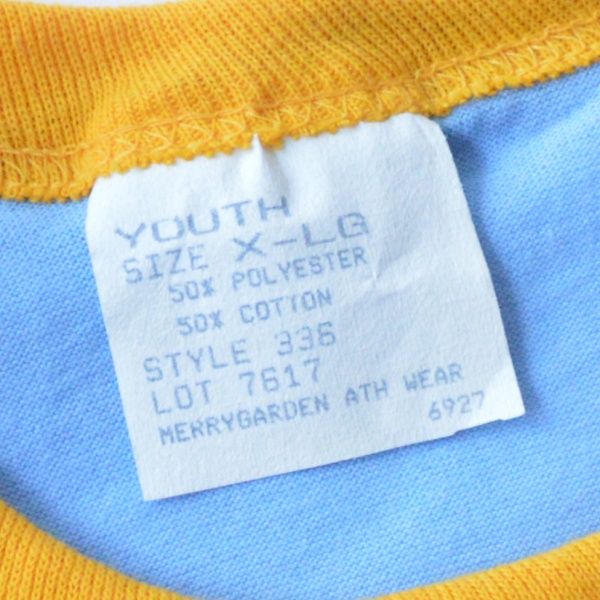 YOUTH
SIZE X-LG
50% POLYESTER
50% COTTON
STYLE 336
LOT 7617
MERRYGARDEN ATH WEAR
6927